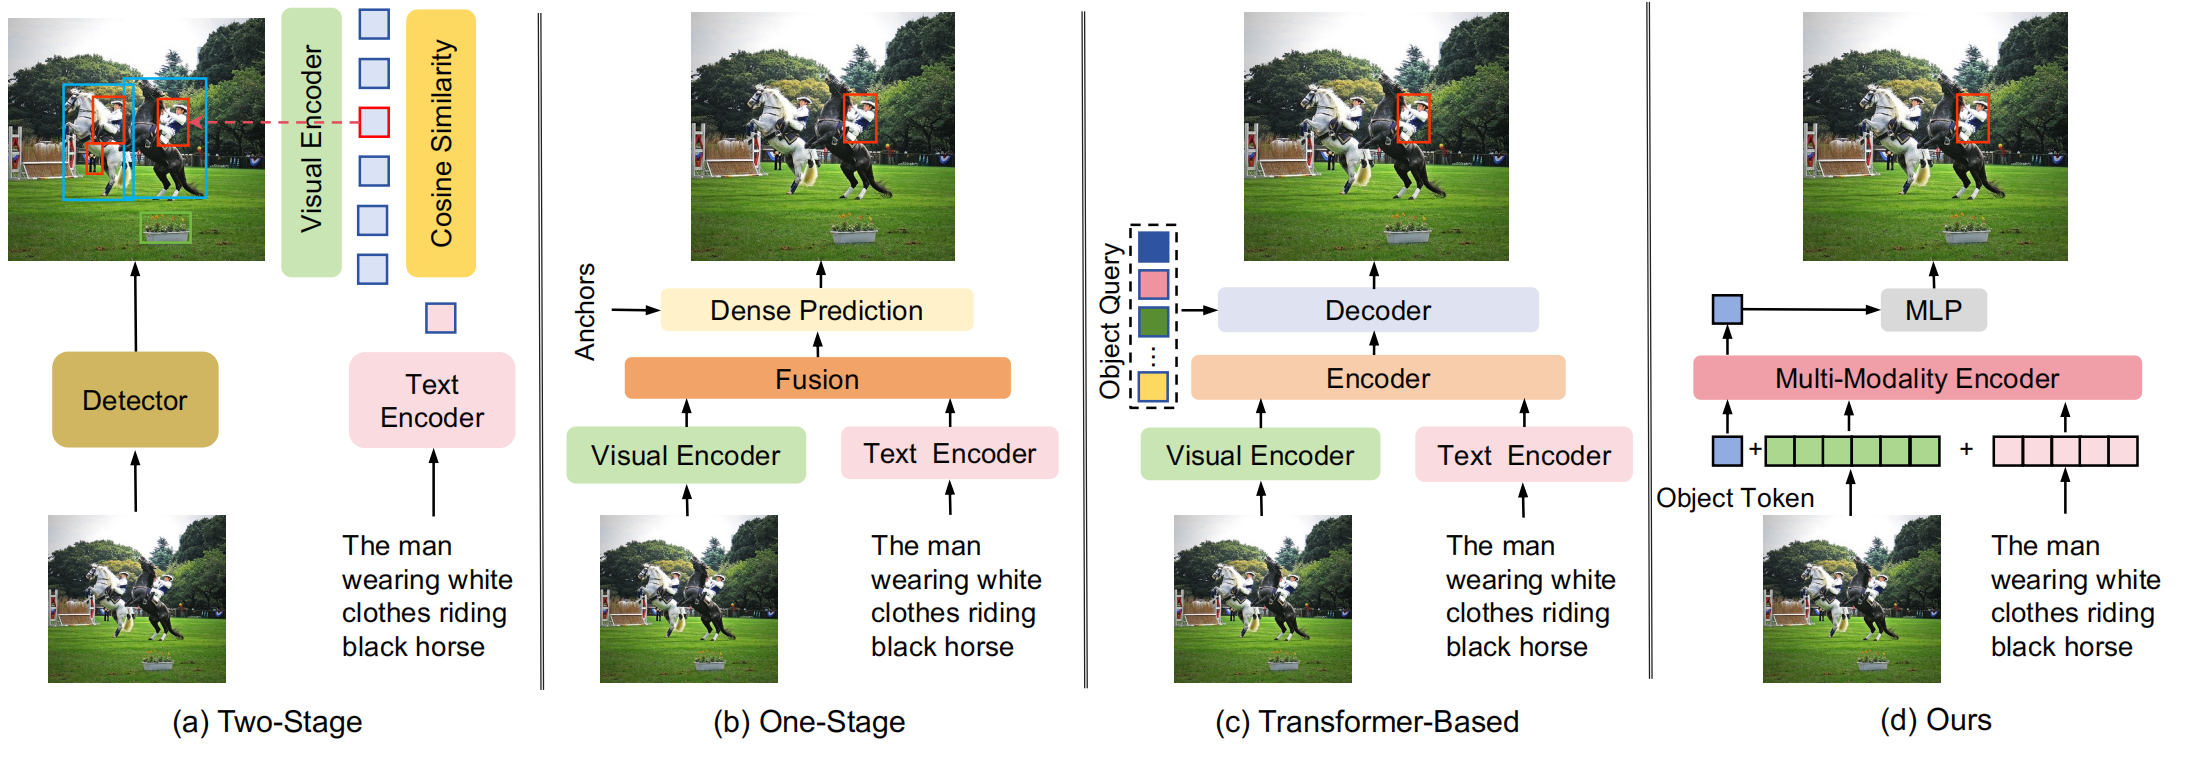 Visual Encoder
Cosine Similarity
Detector
Text
Encoder
The man
wearing white
clothes riding
black horse
(a) Two-Stage
Anchors
Dense Prediction
Fusion
Visual Encoder
Text Encoder
The man
wearing white
clothes riding
black horse
(b) One-Stage
Object Query
Decoder
Encoder
Visual Encoder
Text Encoder
The man
wearing white
clothes riding
black horse
(c) Transformer-Based
MLP
Multi-Modality Encoder
+
+
Object Token
The man
wearing white
clothes riding
black horse
(d) Ours